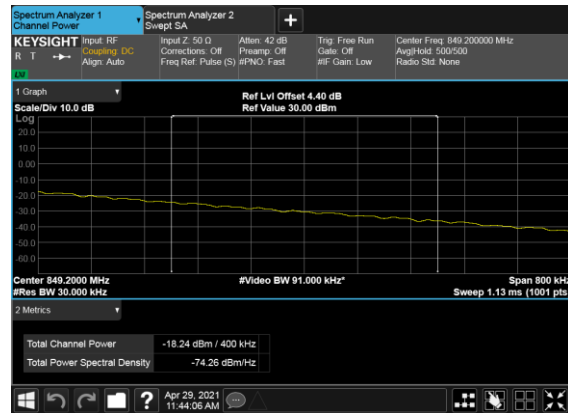 Spectrum Analyzer 1
Channel Power
Spectrum Analyzer 2
Swept SA
+
KEYSIGHT
R T
LXI
Input: RF
Coupling: DC
Align: Auto
Input Z: 50 Ω
Corrections: Off
Freq Ref: Pulse (S)
Atten: 42 dB
Preamp: Off
#PNO: Fast
Trig: Free Run
Gate: Off
#IF Gain: Low
Center Freq: 849.200000 MHz
Avg|Hold: 500/500
Radio Std: None
1 Graph
Scale/Div 10.0 dB
Ref Lvl Offset 4.40 dB
Ref Value 30.00 dBm
Log
20.0
10.0
0.00
-10.0
-20.0
-30.0
-40.0
-50.0
-60.0
Center 849.2000 MHz
#Res BW 30.000 kHz
#Video BW 91.000 kHz*
Span 800 kHz
Sweep 1.13 ms (1001 pts
2 Metrics
Total Channel Power -18.24 dBm / 400 kHz
Total Power Spectral Density -74.26 dBm/Hz
?
Apr 29, 2021
11:44:06 AM